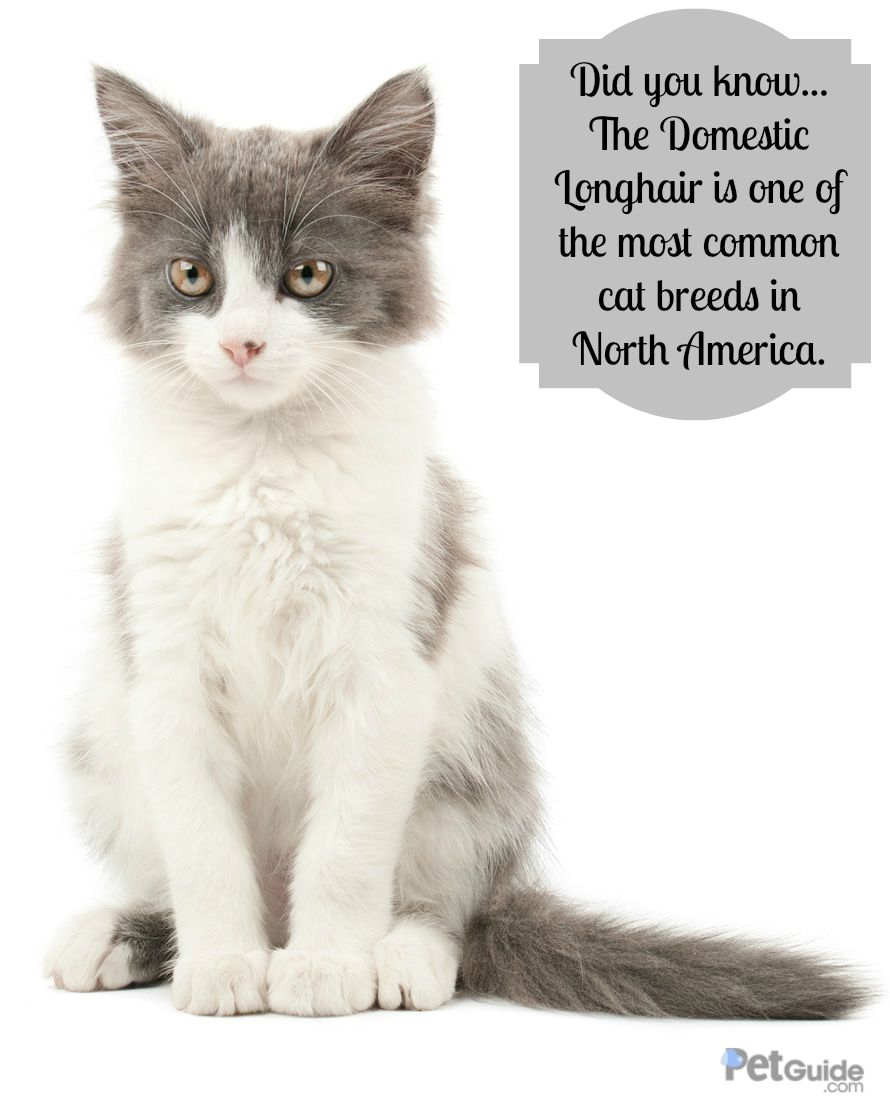 Did you know...
The Domestic
Longhair is one of
the most common
cat breeds in
North America.
PetGuide
.com